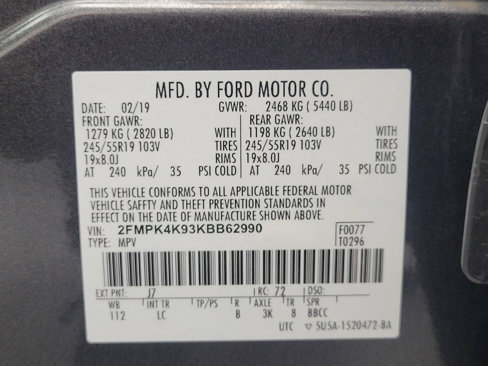 MFD. BY FORD MOTOR CO.
DATE: 02/19 GVWR: 2468 KG ( 5440 LB)
FRONT GAWR: REAR GAWR:
1279 KG ( 2820 LB) WITH 1198 KG ( 2640 LB) WITH
245/55R19 103V TIRES 245/55R19 103V TIRES
19x8.0J RIMS 19x8.0J RIMS
AT 240 kPa/ 35 PSI COLD AT 240 kPa/ 35 PSI COLD
THIS VEHICLE CONFORMS TO ALL APPLICABLE FEDERAL MOTOR
VEHICLE SAFTTY AND THEFT PREVENTION STANDARDS IN
EFFECT ON THE DATE OF MANUFACTURE SHOWN ABOVE.
VIN: 2FMPK4K93KBB62990 F0077
TYPE: MPV T0296
EXT PNT: J7 RC: 72 DSO:
WB INT TR TP/PS R AXLE TR SPR
112 LC B 3K 8 BBCC
UTC 5U5A-1520472-BA